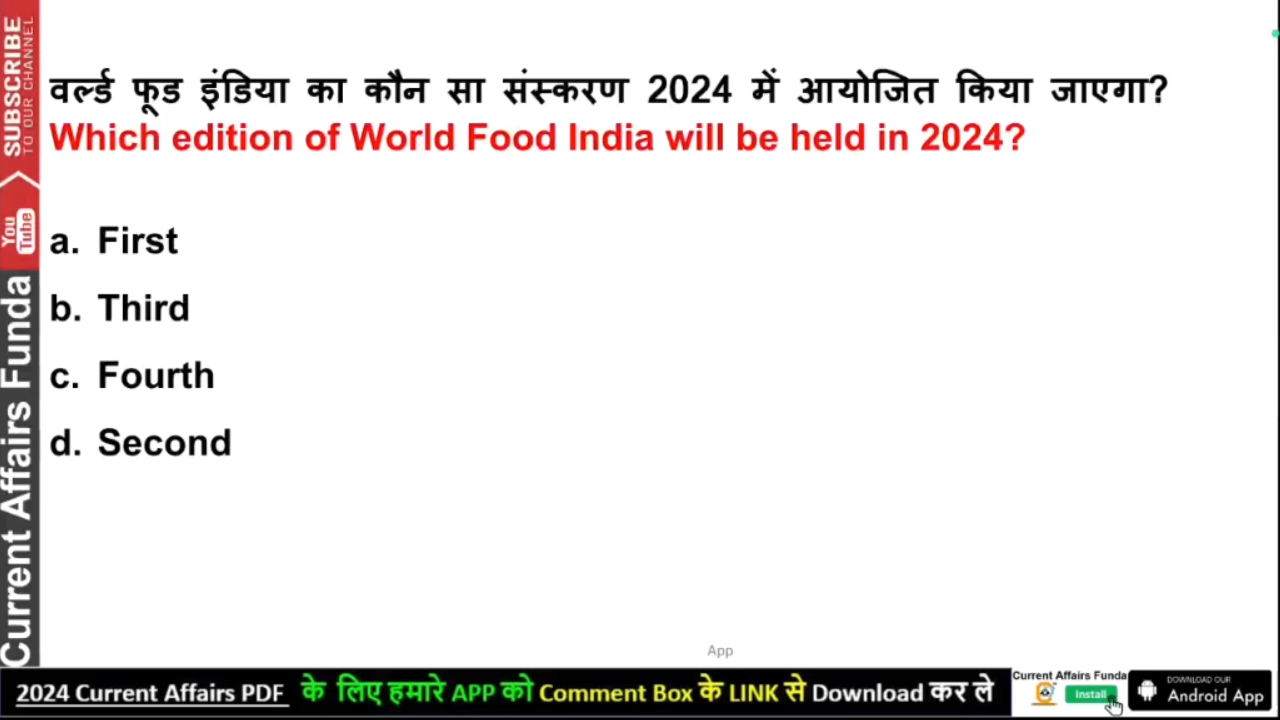 वर्ल्ड फूड इंडिया का कौन सा संस्करण 2024 में आयोजित किया जाएगा?
Which edition of World Food India will be held in 2024?
a. First
b. Third
c. Fourth
d. Second
App
SUBSCRIBE
TO OUR CHANNEL
You Tube
Current Affairs Funda
2024 Current Affairs PDF के लिए हमारे APP को Comment Box के LINK से Download कर ले
Current Affairs Funda
Install
DOWNLOAD OUR
Android App